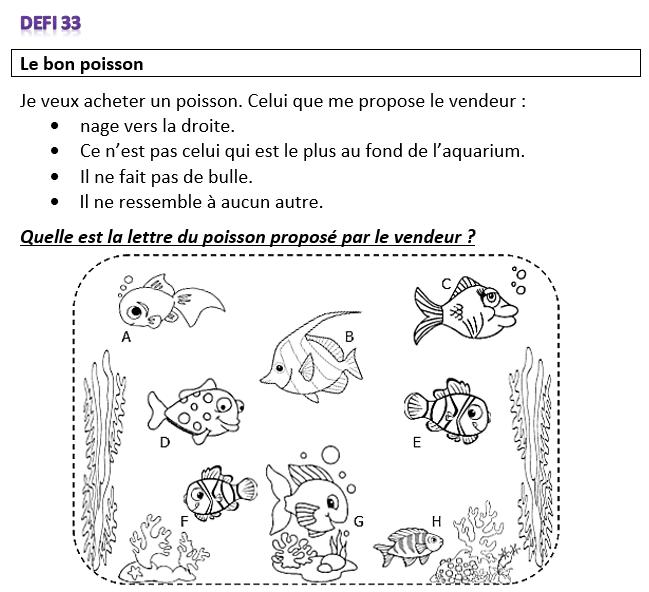 DEFI 33
Le bon poisson
Je veux acheter un poisson. Celui que me propose le vendeur :
• nage vers la droite.
• Ce n’est pas celui qui est le plus au fond de l’aquarium.
• Il ne fait pas de bulle.
• Il ne ressemble à aucun autre.
Quelle est la lettre du poisson proposé par le vendeur ?
A
B
C
D
E
F
G
H